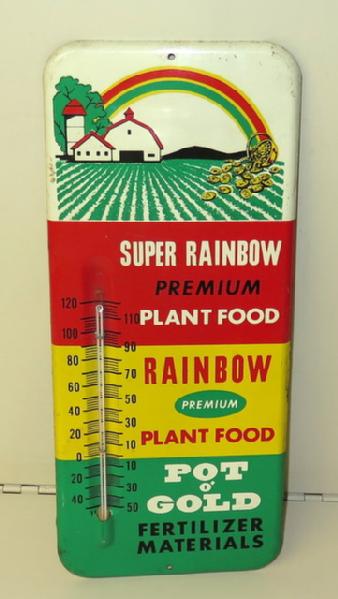 SUPER RAINBOW
PREMIUM
PLANT FOOD
RAINBOW
PREMIUM
PLANT FOOD
POT
O'
GOLD
FERTILIZER
MATERIALS
120
110
100
90
80
70
60
50
40
30
20
10
0
10
20
30
40
50